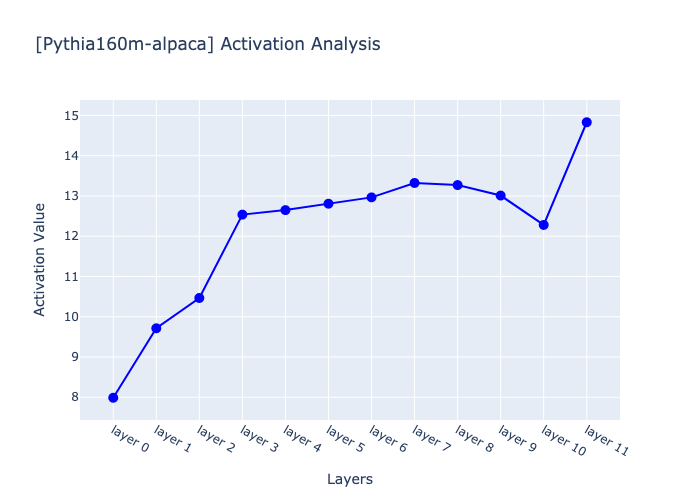 [Pythia160m-alpaca] Activation Analysis
Activation Value
15
14
13
12
11
10
9
8
layer 0
layer 1
layer 2
layer 3
layer 4
layer 5
layer 6
layer 7
layer 8
layer 9
layer 10
layer 11
Layers